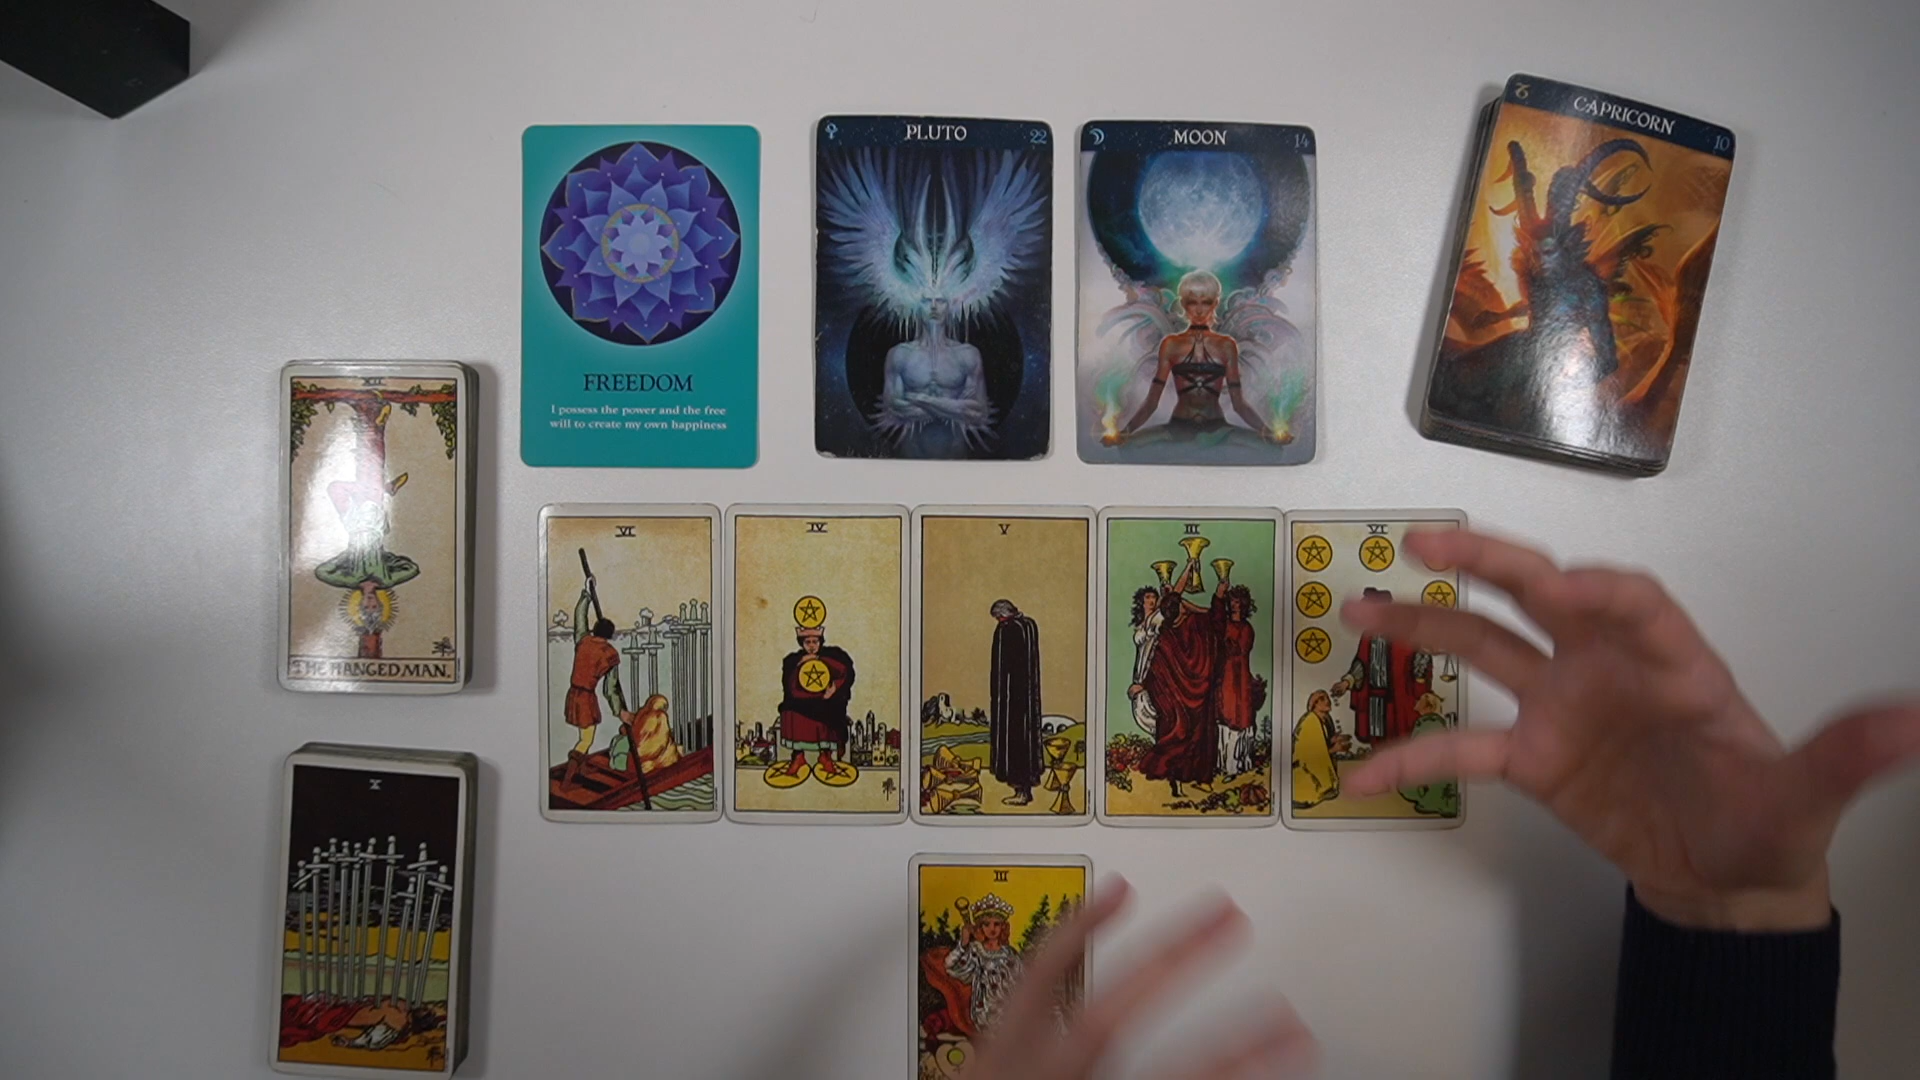 CAPRICORN
10
PLUTO
22
MOON
14
FREEDOM
I possess the power and the free
will to create my own happiness
XII
THE HANGED MAN.
VI
IV
V
III
VI
X
III